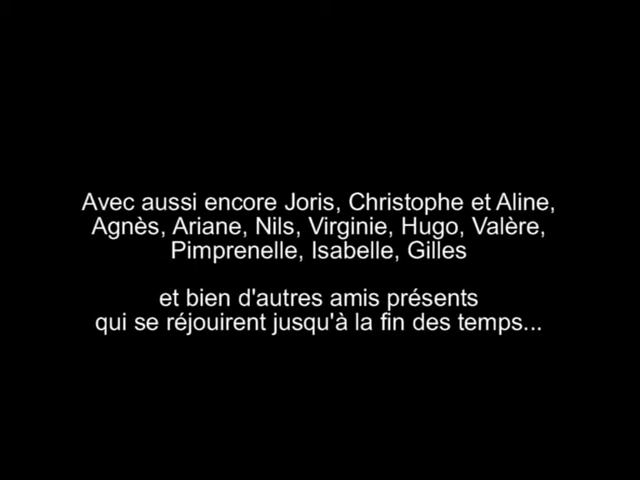 Avec aussi encore Joris, Christophe et Aline,
Agnès, Ariane, Nils, Virginie, Hugo, Valère,
Pimprenelle, Isabelle, Gilles
et bien d'autres amis présents
qui se réjouirent jusqu'à la fin des temps...